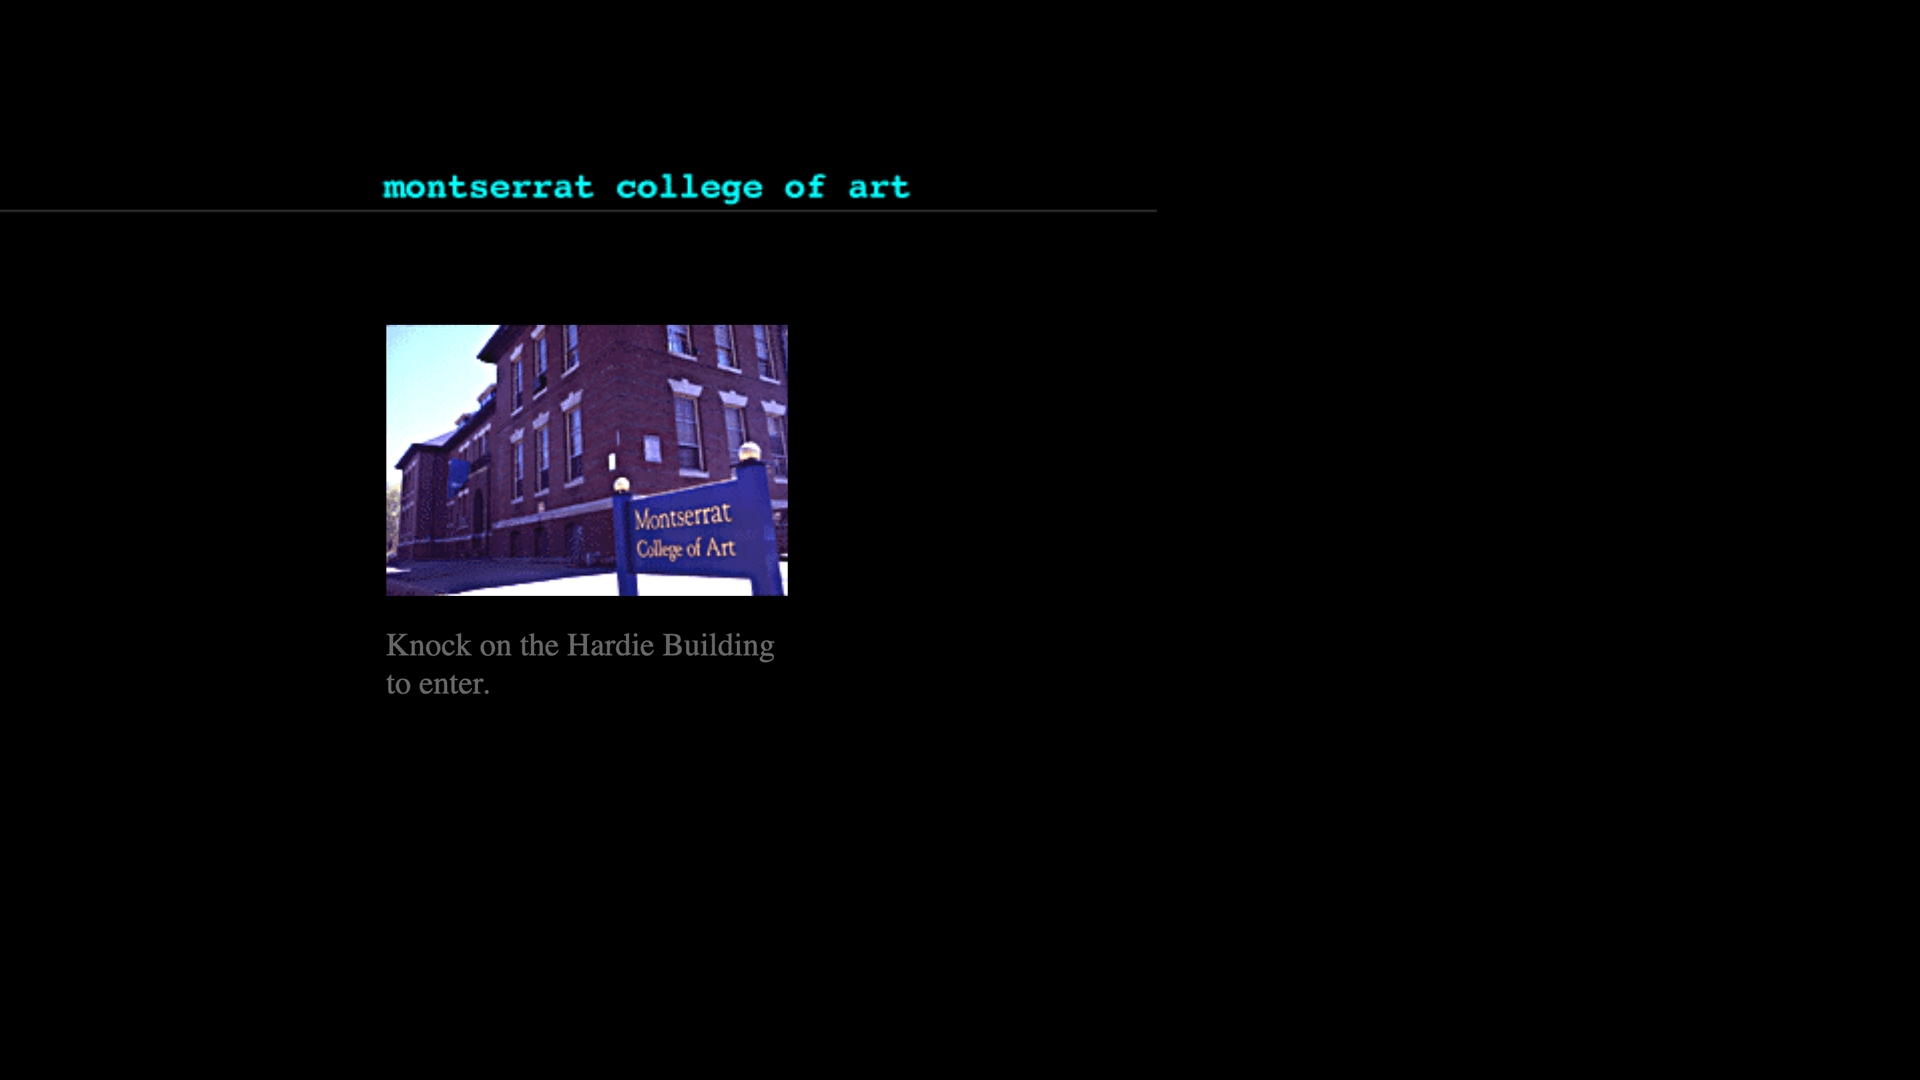 montserrat college of art
Montserrat
College of Art
Knock on the Hardie Building
to enter.